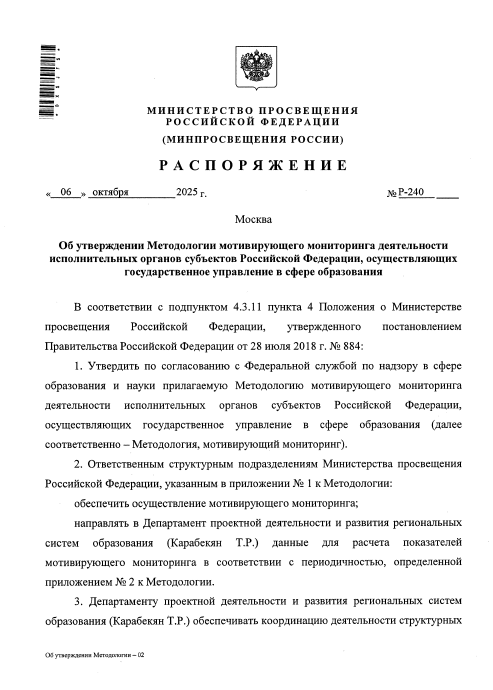 МИНИСТЕРСТВО ПРОСВЕЩЕНИЯ
РОССИЙСКОЙ ФЕДЕРАЦИИ
(МИНПРОСВЕЩЕНИЯ РОССИИ)
РАСПОРЯЖЕНИЕ
« 06 » октября 2025 г. № Р-240
Москва
Об утверждении Методологии мотивирующего мониторинга деятельности
исполнительных органов субъектов Российской Федерации, осуществляющих
государственное управление в сфере образования
В соответствии с подпунктом 4.3.11 пункта 4 Положения о Министерстве
просвещения Российской Федерации, утвержденного постановлением
Правительства Российской Федерации от 28 июля 2018 г. № 884:
1. Утвердить по согласованию с Федеральной службой по надзору в сфере
образования и науки прилагаемую Методологию мотивирующего мониторинга
деятельности исполнительных органов субъектов Российской Федерации,
осуществляющих государственное управление в сфере образования (далее
соответственно – Методология, мотивирующий мониторинг).
2. Ответственным структурным подразделениям Министерства просвещения
Российской Федерации, указанным в приложении № 1 к Методологии:
обеспечить осуществление мотивирующего мониторинга;
направлять в Департамент проектной деятельности и развития региональных
систем образования (Карабекян Т.Р.) данные для расчета показателей
мотивирующего мониторинга в соответствии с периодичностью, определенной
приложением № 2 к Методологии.
3. Департаменту проектной деятельности и развития региональных систем
образования (Карабекян Т.Р.) обеспечивать координацию деятельности структурных
Об утверждении Методологии – 02